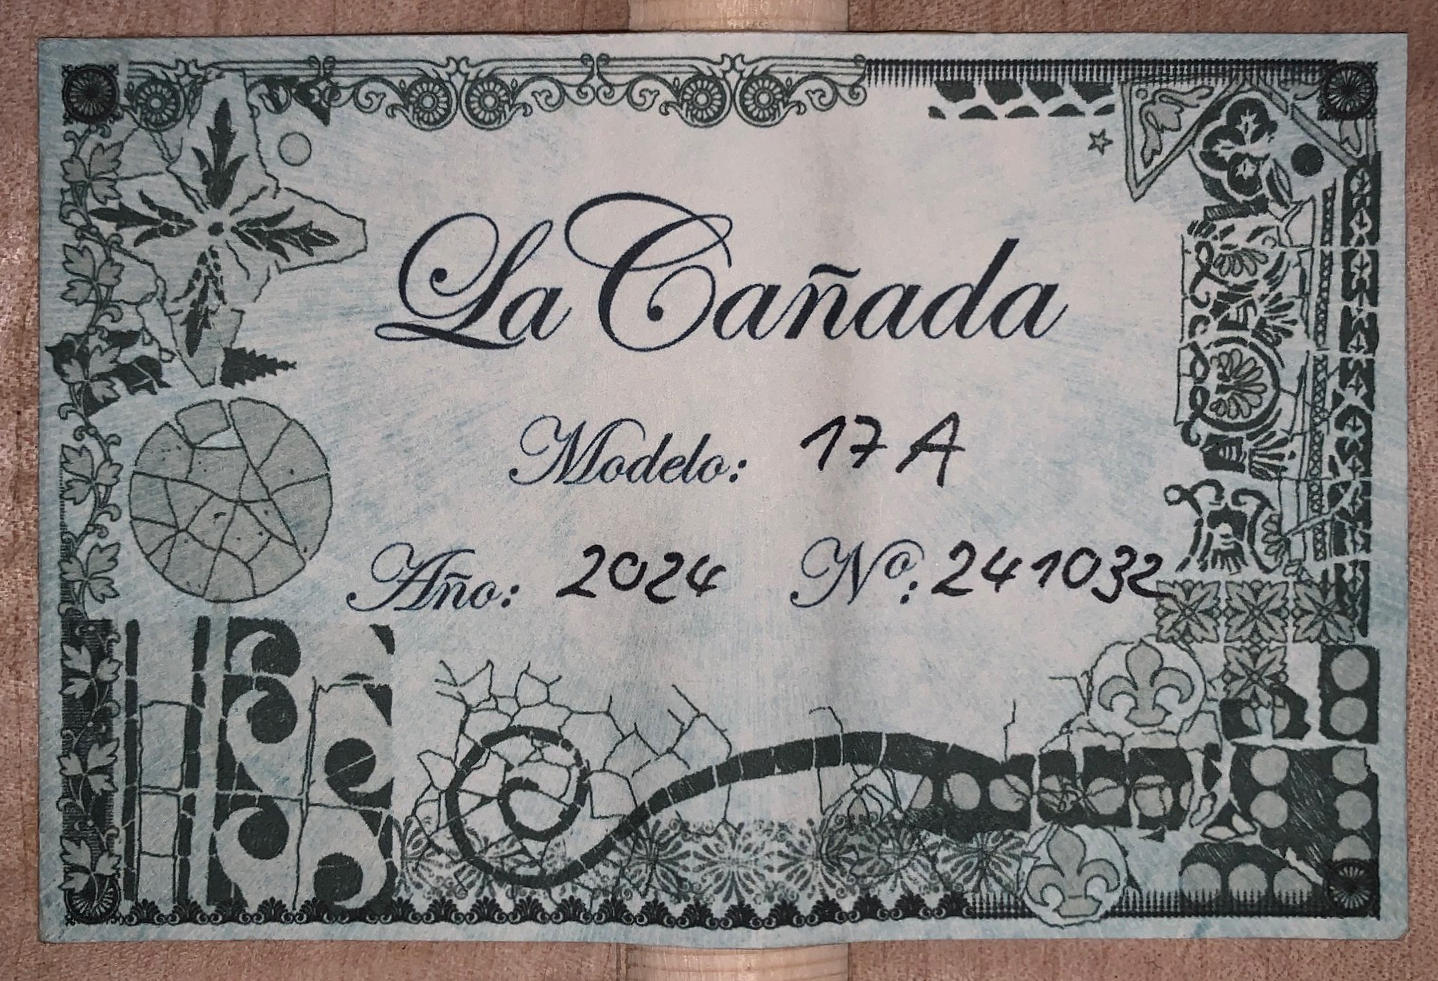 La Cañada
Modelo: 17 A
Año: 2024 Nº: 241032